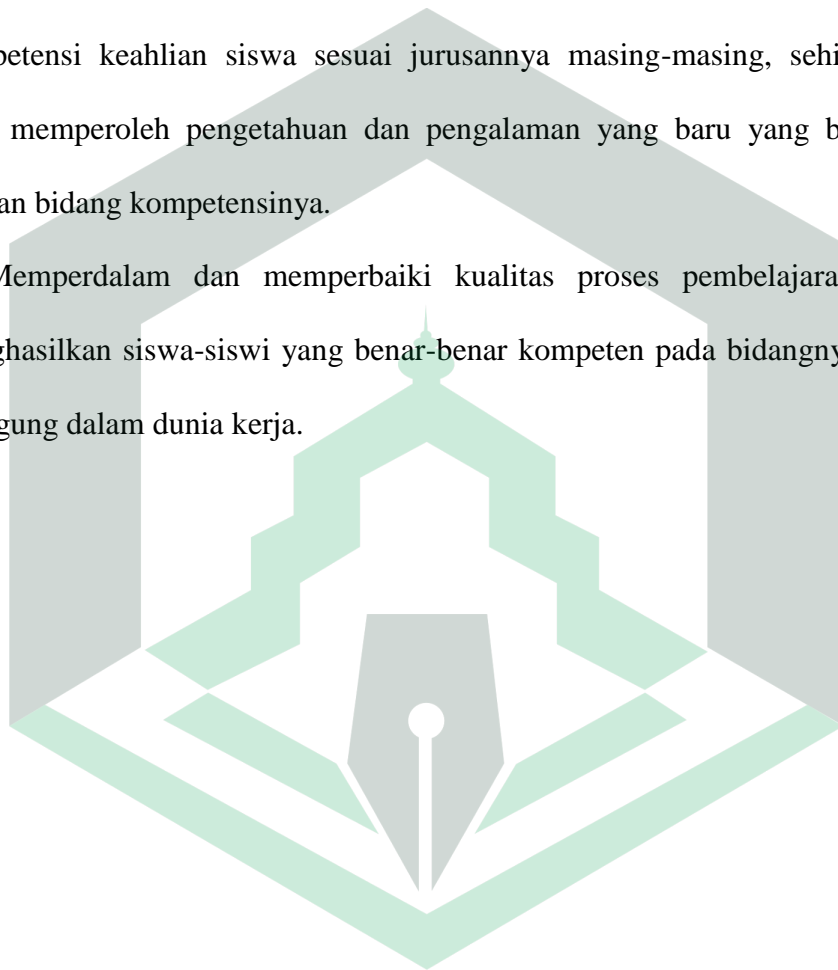 petensi keahlian siswa sesuai jurusannya masing-masing, sehi
memperoleh pengetahuan dan pengalaman yang baru yang b
an bidang kompetensinya.
Memperdalam dan memperbaiki kualitas proses pembelajara
ghasilkan siswa-siswi yang benar-benar kompeten pada bidangny
gung dalam dunia kerja.